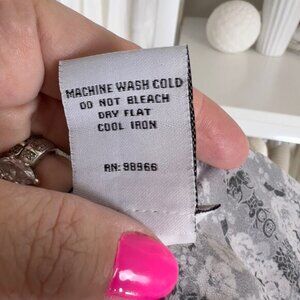 MACHINE WASH COLD
DO NOT BLEACH
DRY FLAT
COOL IRON
RN: 98966